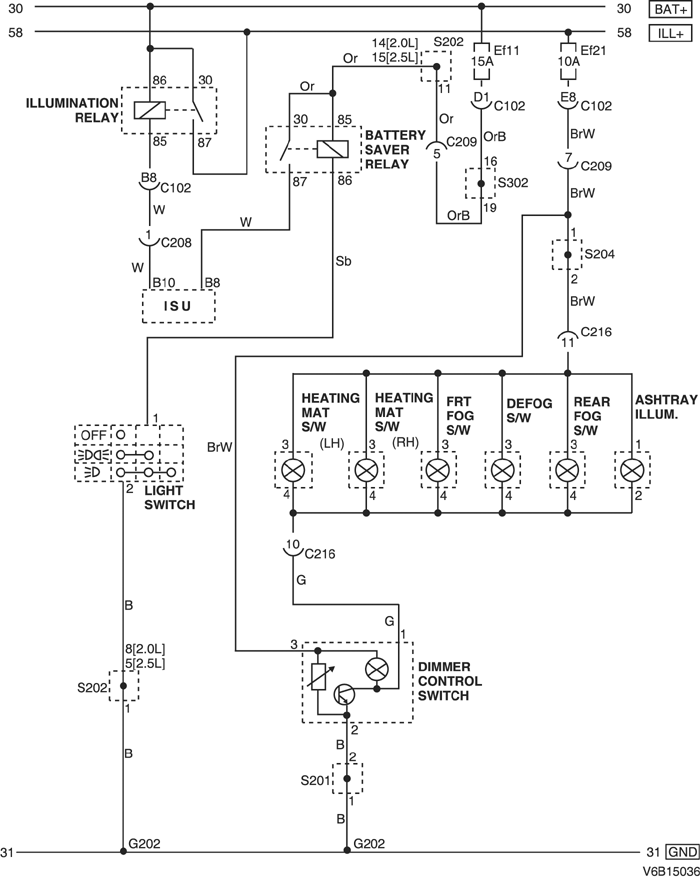 30
30 BAT+
58
58 ILL+
14[2.0L] S202
15[2.5L]
Ef11
15A
Ef21
10A
Or
11
86 30
ILLUMINATION
RELAY
85 87
Or
30 85
BATTERY
SAVER
RELAY
87 86
D1
C102
E8
C102
Or
OrB
BrW
C209
5
7
C209
16
S302
19
OrB
BrW
B8
C102
W
1
C208
W
W
B10 B8
ISU
Sb
1
S204
2
BrW
C216
11
HEATING
MAT
S/W
(LH)
HEATING
MAT
S/W
(RH)
FRT
FOG
S/W
DEFOG
S/W
REAR
FOG
S/W
ASHTRAY
ILLUM.
3 3 3 3 3 1
4 4 4 4 4 2
1
OFF
2
LIGHT
SWITCH
BrW
10
C216
G
G
1
3
DIMMER
CONTROL
SWITCH
2
B
8[2.0L]
5[2.5L]
S202
1
B
B
2
S201
1
B
G202
G202
31
31 GND
V6B15036